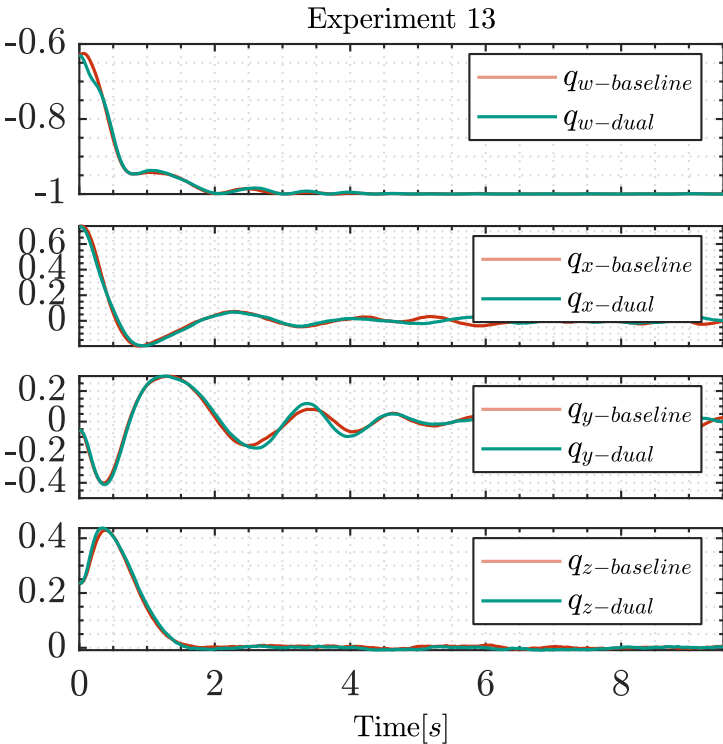 Experiment 13
-0.6
-0.8
-1
q_{w-baseline}
q_{w-dual}
0.6
0.4
0.2
0
q_{x-baseline}
q_{x-dual}
0.2
0
-0.2
-0.4
q_{y-baseline}
q_{y-dual}
0.4
0.2
0
q_{z-baseline}
q_{z-dual}
0 2 4 6 8
Time[s]